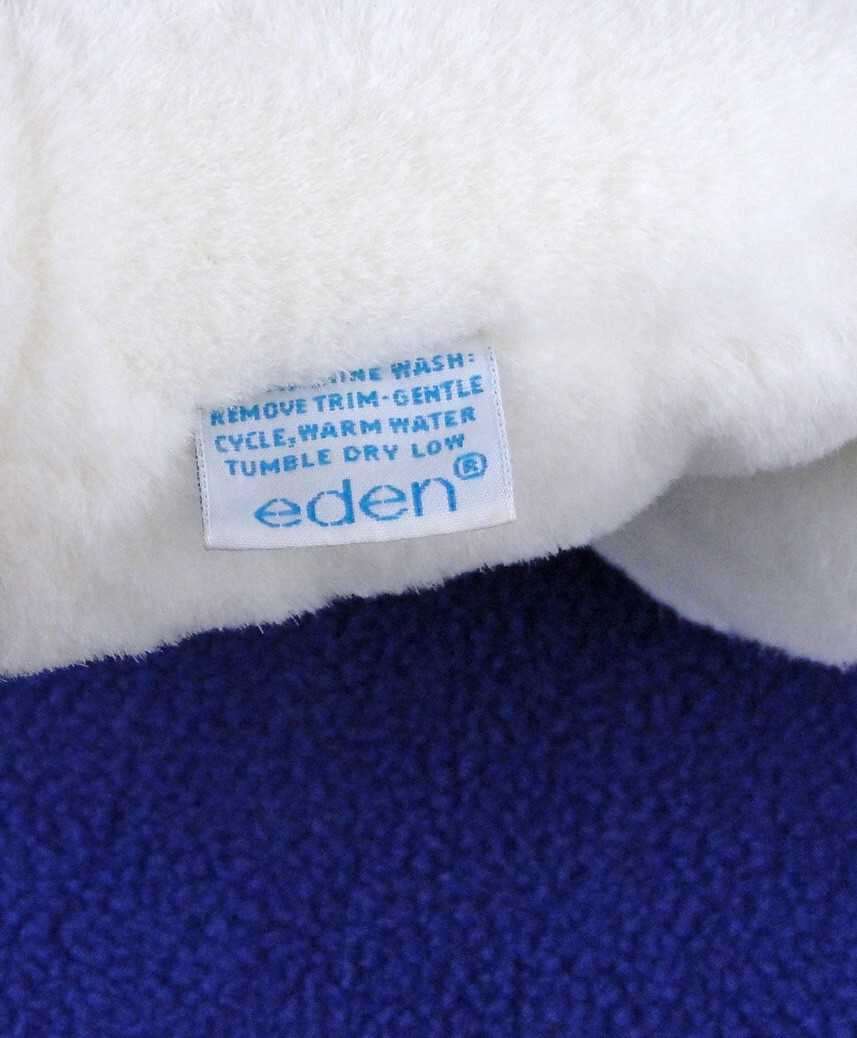 WASH:
REMOVE TRIM-GENTLE
CYCLE, WARM WATER
TUMBLE DRY LOW
eden®